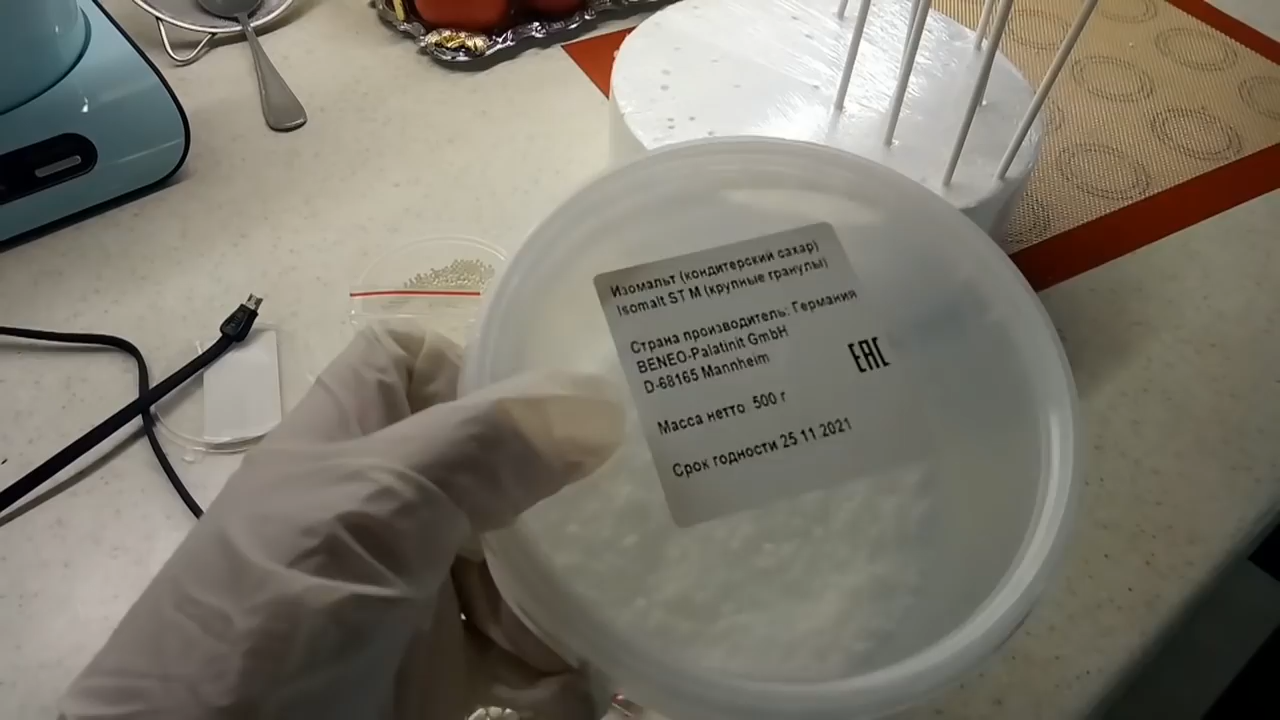 Изомальт (кондитерский сахар)
Isomalt ST M (крупные гранулы)
Страна производитель: Германия
BENEO-Palatinit GmbH
D-68165 Mannheim
EAC
Масса нетто 500 г
Срок годности 25 11 2021